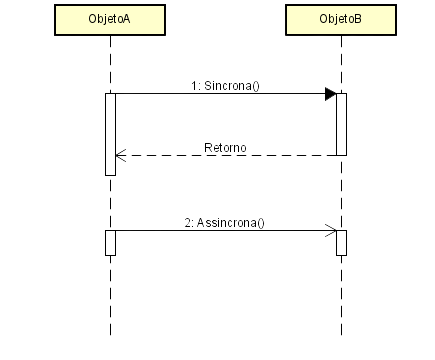 ObjetoA
ObjetoB
1: Sincrona()
Retorno
2: Assincrona()